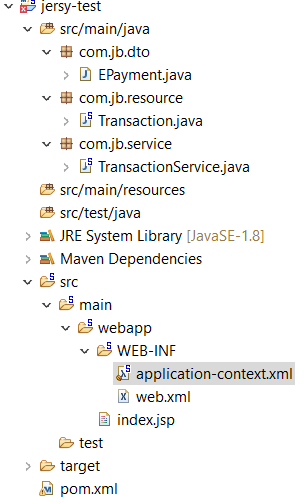 jersy-test
src/main/java
com.jb.dto
EPayment.java
com.jb.resource
Transaction.java
com.jb.service
TransactionService.java
src/main/resources
src/test/java
JRE System Library [JavaSE-1.8]
Maven Dependencies
src
main
webapp
WEB-INF
application-context.xml
web.xml
index.jsp
test
target
pom.xml